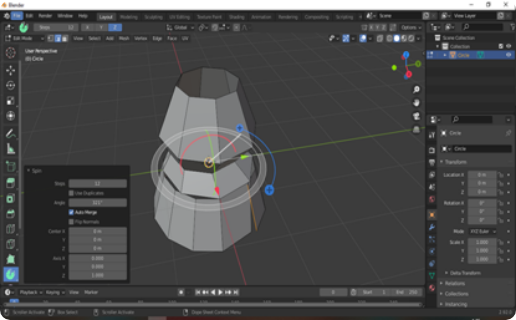 Blender
File Edit Render Window Help Layout Modeling Sculpting UV Editing Texture Paint Shading Animation Rendering Compositing Scripting Scene View Layer
Steps 12
Global
Options
Edit Mode View Select Add Mesh Vertex Edge Face UV
User Perspective
(0) Circle
Scene Collection
Collection
Circle
Spin
Steps 12
Use Duplicates
Angle
Auto Merge
Flip Normals
Center X 0 m
Y 0 m
Z 0 m
Axis X 0.000
Y 0.000
Z 1.000
Circle
Circle
Transform
Location X 0 m
Y 0 m
Z 0 m
Rotation X 0°
Y 0°
Z 0°
Mode XYZ Euler
Scale X 1.000
Y 1.000
Z 1.000
Delta Transform
Relations
Collections
Instancing
Playback Keying View Marker
Start 1 End 250
Scroller Activate Box Select Scroller Activate Dope Sheet Context Menu